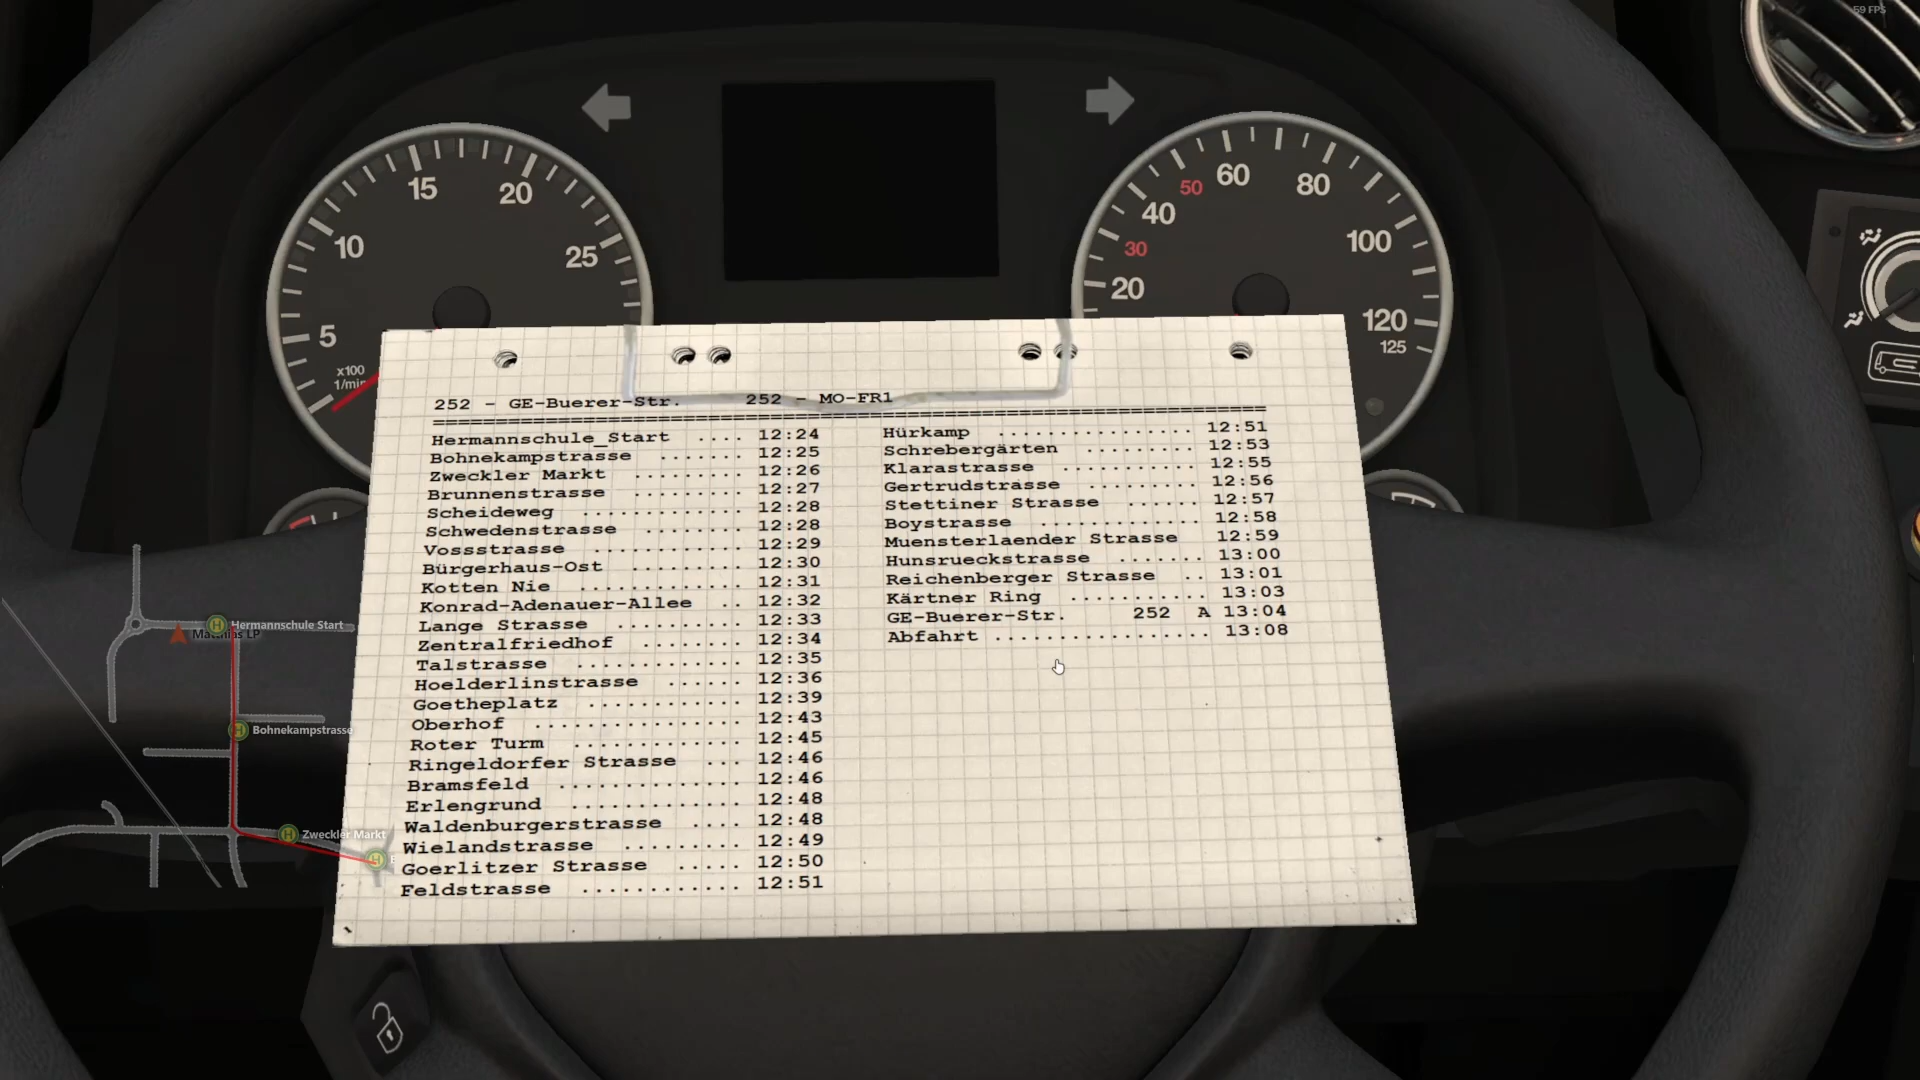 59 FPS
15
20
10
25
5
x100
1/min
50
60
80
40
30
100
20
120
125
252 - GE-Buerer-Str. 252 - MO-FR1
==========
Hermannschule_Start .... 12:24
Bohnekampstrasse ....... 12:25
Zweckler Markt ......... 12:26
Brunnenstrasse ......... 12:27
Scheideweg ............ 12:28
Schwedenstrasse ........ 12:28
Vossstrasse ............ 12:29
Bürgerhaus-Ost ......... 12:30
Kotten Nie ............. 12:31
Konrad-Adenauer-Allee .. 12:32
Lange Strasse .......... 12:33
Zentralfriedhof ........ 12:34
Talstrasse ............. 12:35
Hoelderlinstrasse ...... 12:36
Goetheplatz ............ 12:39
Oberhof ................ 12:43
Roter Turm ............. 12:45
Ringeldorfer Strasse ... 12:46
Bramsfeld .............. 12:46
Erlengrund ............. 12:48
Waldenburgerstrasse .... 12:48
Wielandstrasse ......... 12:49
Goerlitzer Strasse ..... 12:50
Feldstrasse ............ 12:51
Hürkamp ................ 12:51
Schrebergärten ......... 12:53
Klarastrasse ........... 12:55
Gertrudstrasse ......... 12:56
Stettiner Strasse ...... 12:57
Boystrasse ............. 12:58
Muensterlaender Strasse 12:59
Hunsrueckstrasse ....... 13:00
Reichenberger Strasse .. 13:01
Kärtner Ring ........... 13:03
GE-Buerer-Str. 252 A 13:04
Abfahrt ................ 13:08
H Hermannschule Start
LP
H Bohnekampstrasse
H Zweckler Markt
H